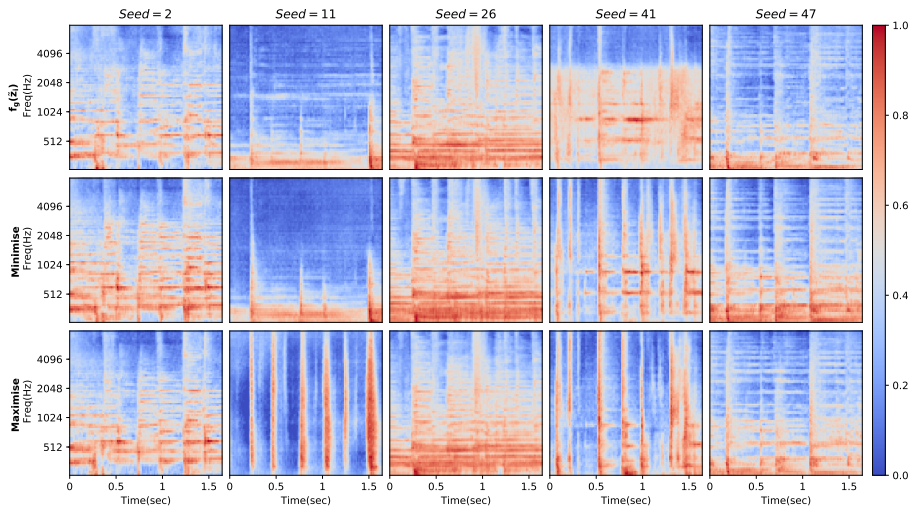 Seed = 2 Seed = 11 Seed = 26 Seed = 41 Seed = 47
f_g(ẑ_i)
Freq(Hz)
4096
2048
1024
512
Minimise
Freq(Hz)
4096
2048
1024
512
Maximise
Freq(Hz)
4096
2048
1024
512
0 0.5 1 1.5 0 0.5 1 1.5 0 0.5 1 1.5 0 0.5 1 1.5 0 0.5 1 1.5
Time(sec) Time(sec) Time(sec) Time(sec) Time(sec)
1.0
0.8
0.6
0.4
0.2
0.0